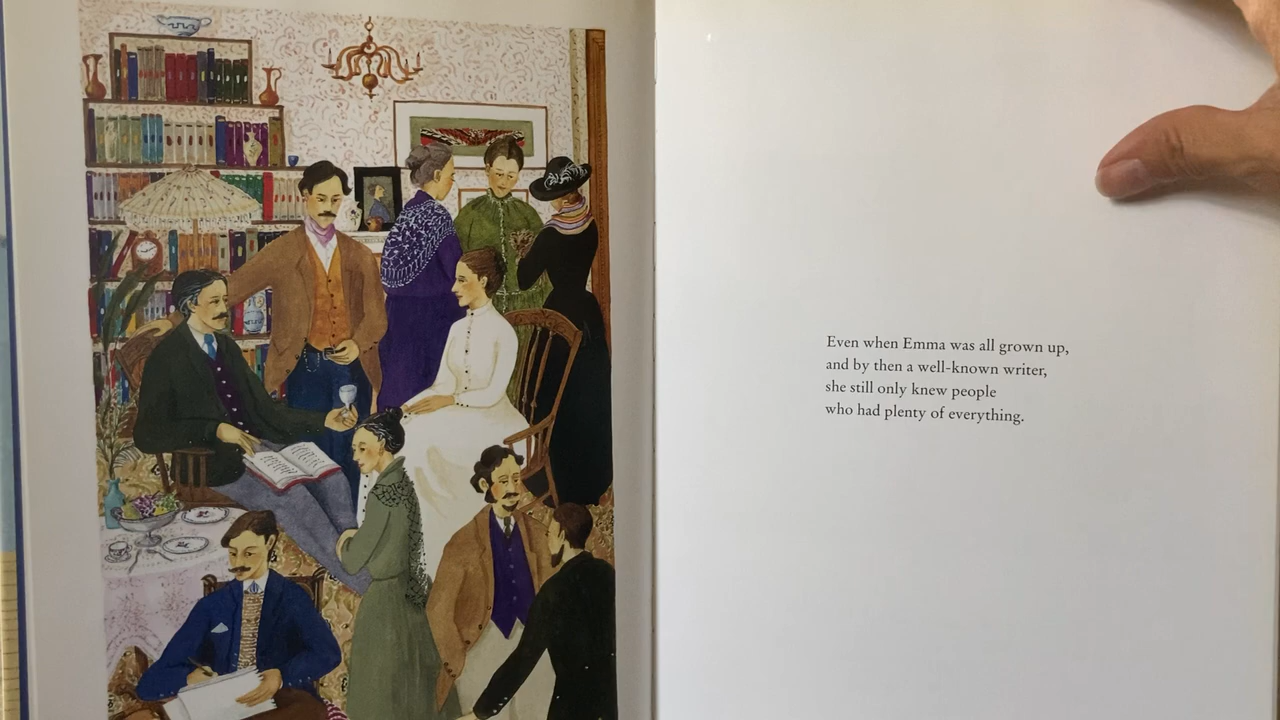 Even when Emma was all grown up,
and by then a well-known writer,
she still only knew people
who had plenty of everything.